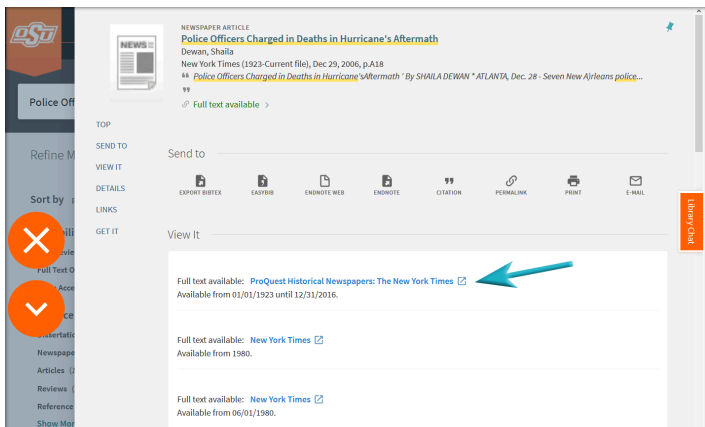 OSU
Police Off
Refine M
Sort by
Full Text O
Newspape
Articles
Reviews
Reference
Show Mor
NEWS
NEWSPAPER ARTICLE
Police Officers Charged in Deaths in Hurricane's Aftermath
Dewan, Shaila
New York Times (1923-Current file), Dec 29, 2006, p.A18
❝ Police Officers Charged in Deaths in Hurricane'sAftermath ' By SHAILA DEWAN * ATLANTA, Dec. 28 - Seven New A)rleans police...
❞
Full text available >
TOP
SEND TO
VIEW IT
DETAILS
LINKS
GET IT
Send to
EXPORT BIBTEX EASYBIB ENDNOTE WEB ENDNOTE CITATION PERMALINK PRINT E-MAIL
View It
Full text available: ProQuest Historical Newspapers: The New York Times
Available from 01/01/1923 until 12/31/2016.
Full text available: New York Times
Available from 1980.
Full text available: New York Times
Available from 06/01/1980.
Library Chat